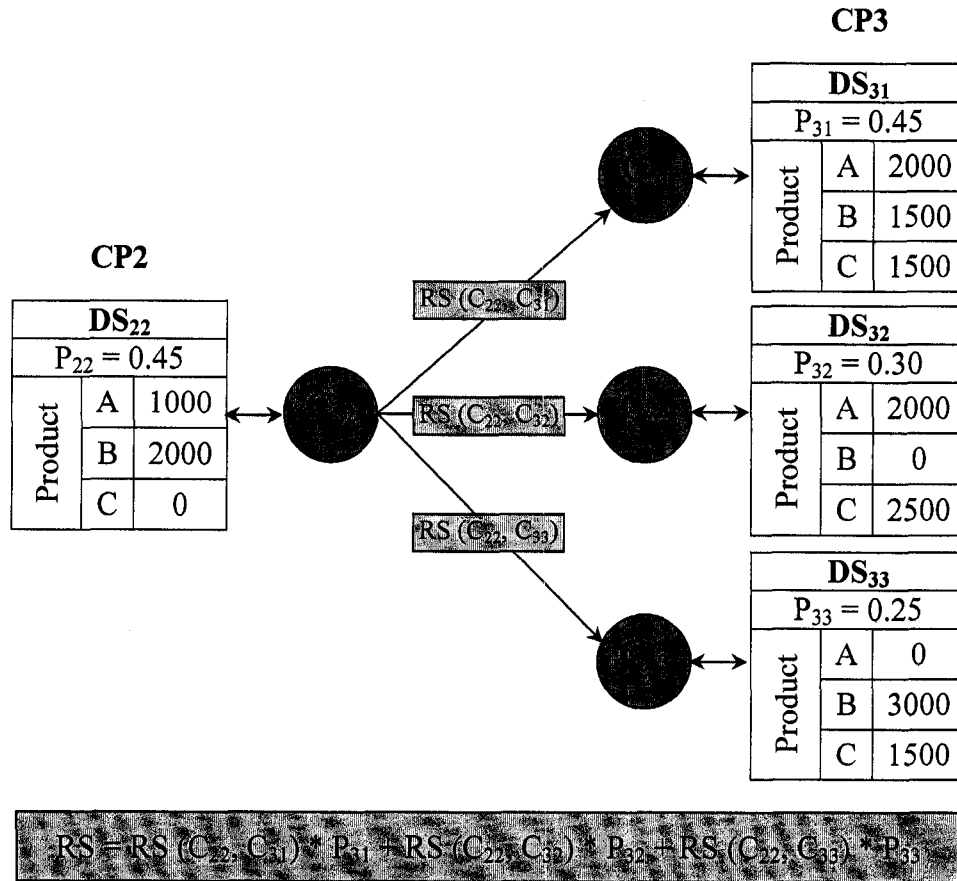 CP3
DS31
P31 = 0.45
Product
A 2000
B 1500
C 1500
CP2
DS22
P22 = 0.45
Product
A 1000
B 2000
C 0
RS (C22, C31)
RS (C22, C32)
RS (C22, C33)
DS32
P32 = 0.30
Product
A 2000
B 0
C 2500
DS33
P33 = 0.25
Product
A 0
B 3000
C 1500
RS = RS (C22, C31) * P31 + RS (C22, C32) * P32 + RS (C22, C33) * P33